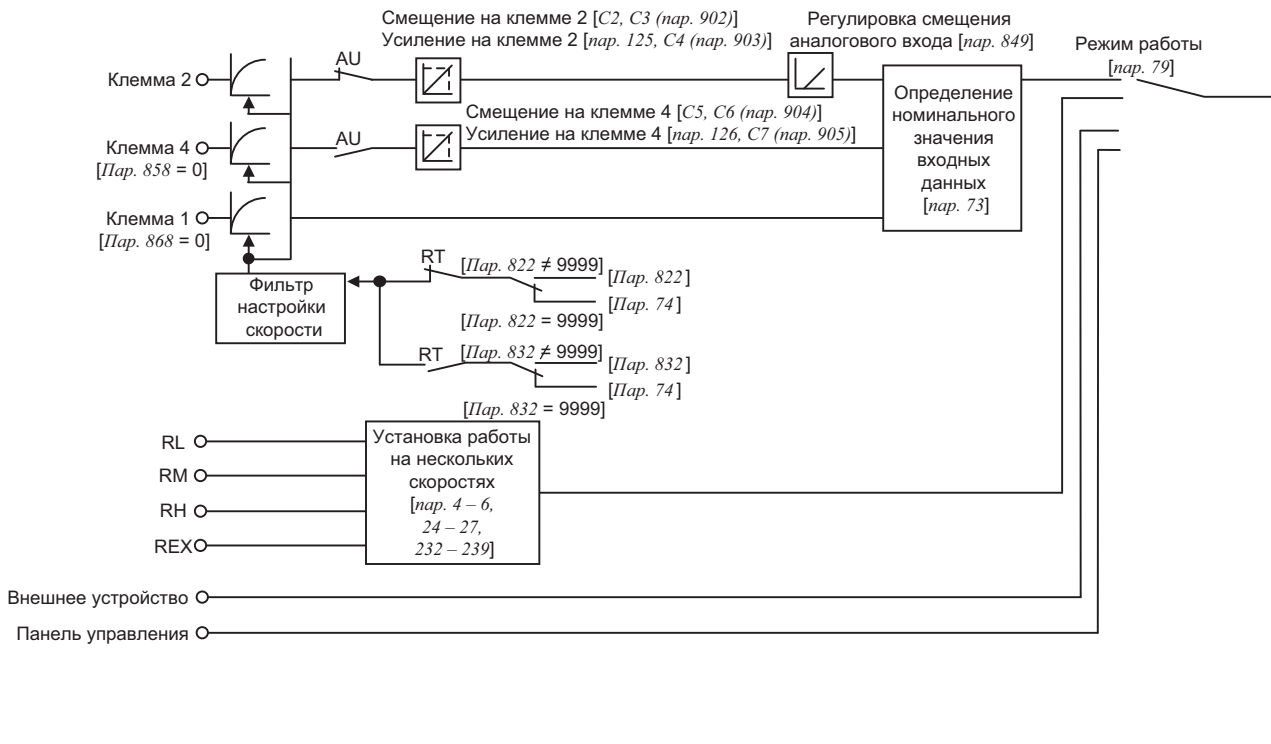 Смещение на клемме 2 [C2, C3 (пар. 902)]
Усиление на клемме 2 [пар. 125, C4 (пар. 903)]
Регулировка смещения
аналогового входа [пар. 849]
Режим работы
[пар. 79]
Клемма 2
AU
Определение
номинального
значения
входных
данных
[пар. 73]
Смещение на клемме 4 [C5, C6 (пар. 904)]
Усиление на клемме 4 [пар. 126, C7 (пар. 905)]
Клемма 4
[Пар. 858 = 0]
AU
Клемма 1
[Пар. 868 = 0]
Фильтр
настройки
скорости
RT
[Пар. 822 ≠ 9999]
[Пар. 822]
[Пар. 74]
[Пар. 822 = 9999]
RT
[Пар. 832 ≠ 9999]
[Пар. 832]
[Пар. 74]
[Пар. 832 = 9999]
RL
RM
RH
REX
Установка работы
на нескольких
скоростях
[пар. 4 – 6,
24 – 27,
232 – 239]
Внешнее устройство
Панель управления